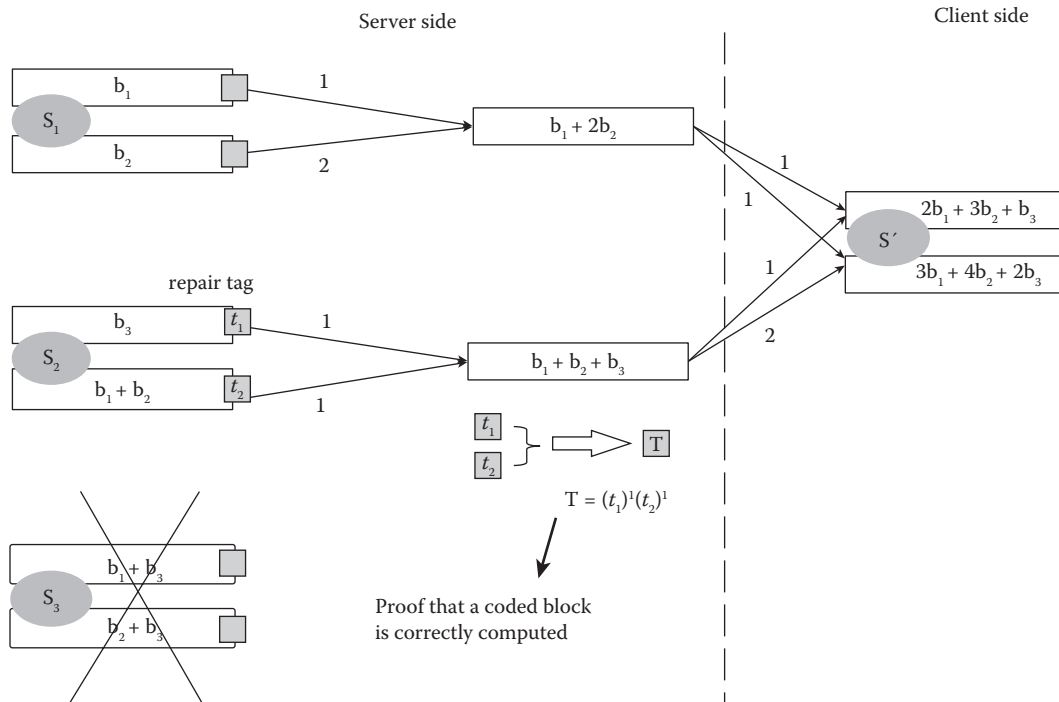 Server side
Client side
b₁
1
S₁
b₂
2
b₁ + 2b₂
1
1
2b₁ + 3b₂ + b₃
S´
3b₁ + 4b₂ + 2b₃
1
2
repair tag
b₃
t₁
1
S₂
b₁ + b₂
t₂
1
b₁ + b₂ + b₃
t₁
t₂
T
T = (t₁)¹(t₂)¹
b₁ + b₃
S₃
b₂ + b₃
Proof that a coded block
is correctly computed